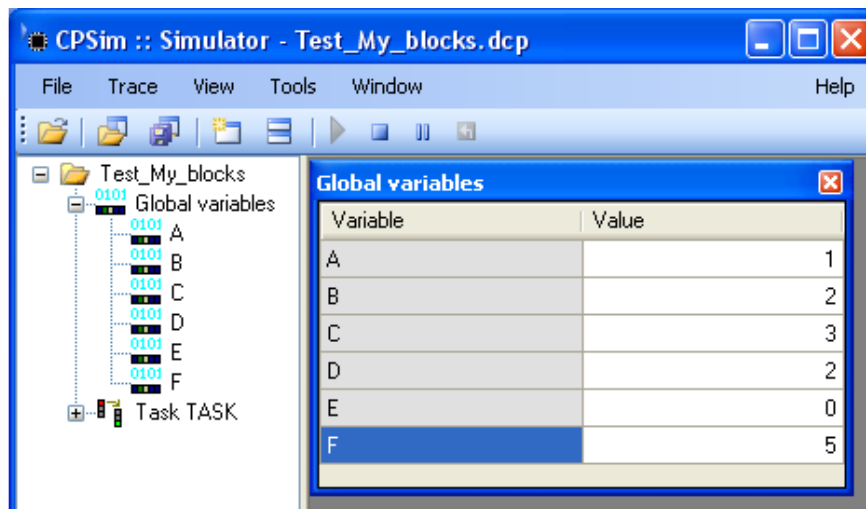 CPSim :: Simulator - Test_My_blocks.dcp
File Trace View Tools Window Help
Test_My_blocks
0101 Global variables
0101 A
0101 B
0101 C
0101 D
0101 E
0101 F
Task TASK
Global variables
Variable Value
A 1
B 2
C 3
D 2
E 0
F 5